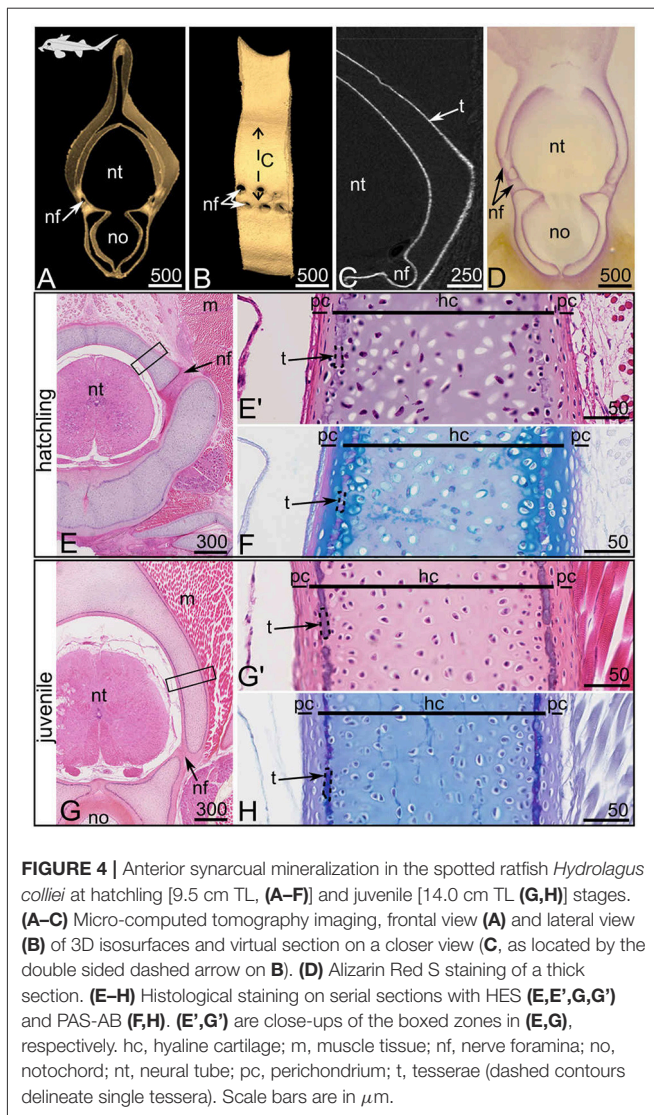 nt
nf
no
A
500
C
nf
B
500
t
nt
nf
C
250
nt
nf
no
D
500
hatchling
m
nf
nt
E
300
pc
hc
pc
t
E'
50
pc
hc
pc
t
F
50
juvenile
m
nt
nf
no
G
300
pc
hc
pc
t
G'
50
pc
hc
pc
t
H
50
FIGURE 4 | Anterior synarcual mineralization in the spotted ratfish Hydrolagus
colliei at hatchling [9.5 cm TL, (A–F)] and juvenile [14.0 cm TL (G,H)] stages.
(A–C) Micro-computed tomography imaging, frontal view (A) and lateral view
(B) of 3D isosurfaces and virtual section on a closer view (C, as located by the
double sided dashed arrow on B). (D) Alizarin Red S staining of a thick
section. (E–H) Histological staining on serial sections with HES (E,E',G,G')
and PAS-AB (F,H). (E',G') are close-ups of the boxed zones in (E,G),
respectively. hc, hyaline cartilage; m, muscle tissue; nf, nerve foramina; no,
notochord; nt, neural tube; pc, perichondrium; t, tesserae (dashed contours
delineate single tessera). Scale bars are in μm.